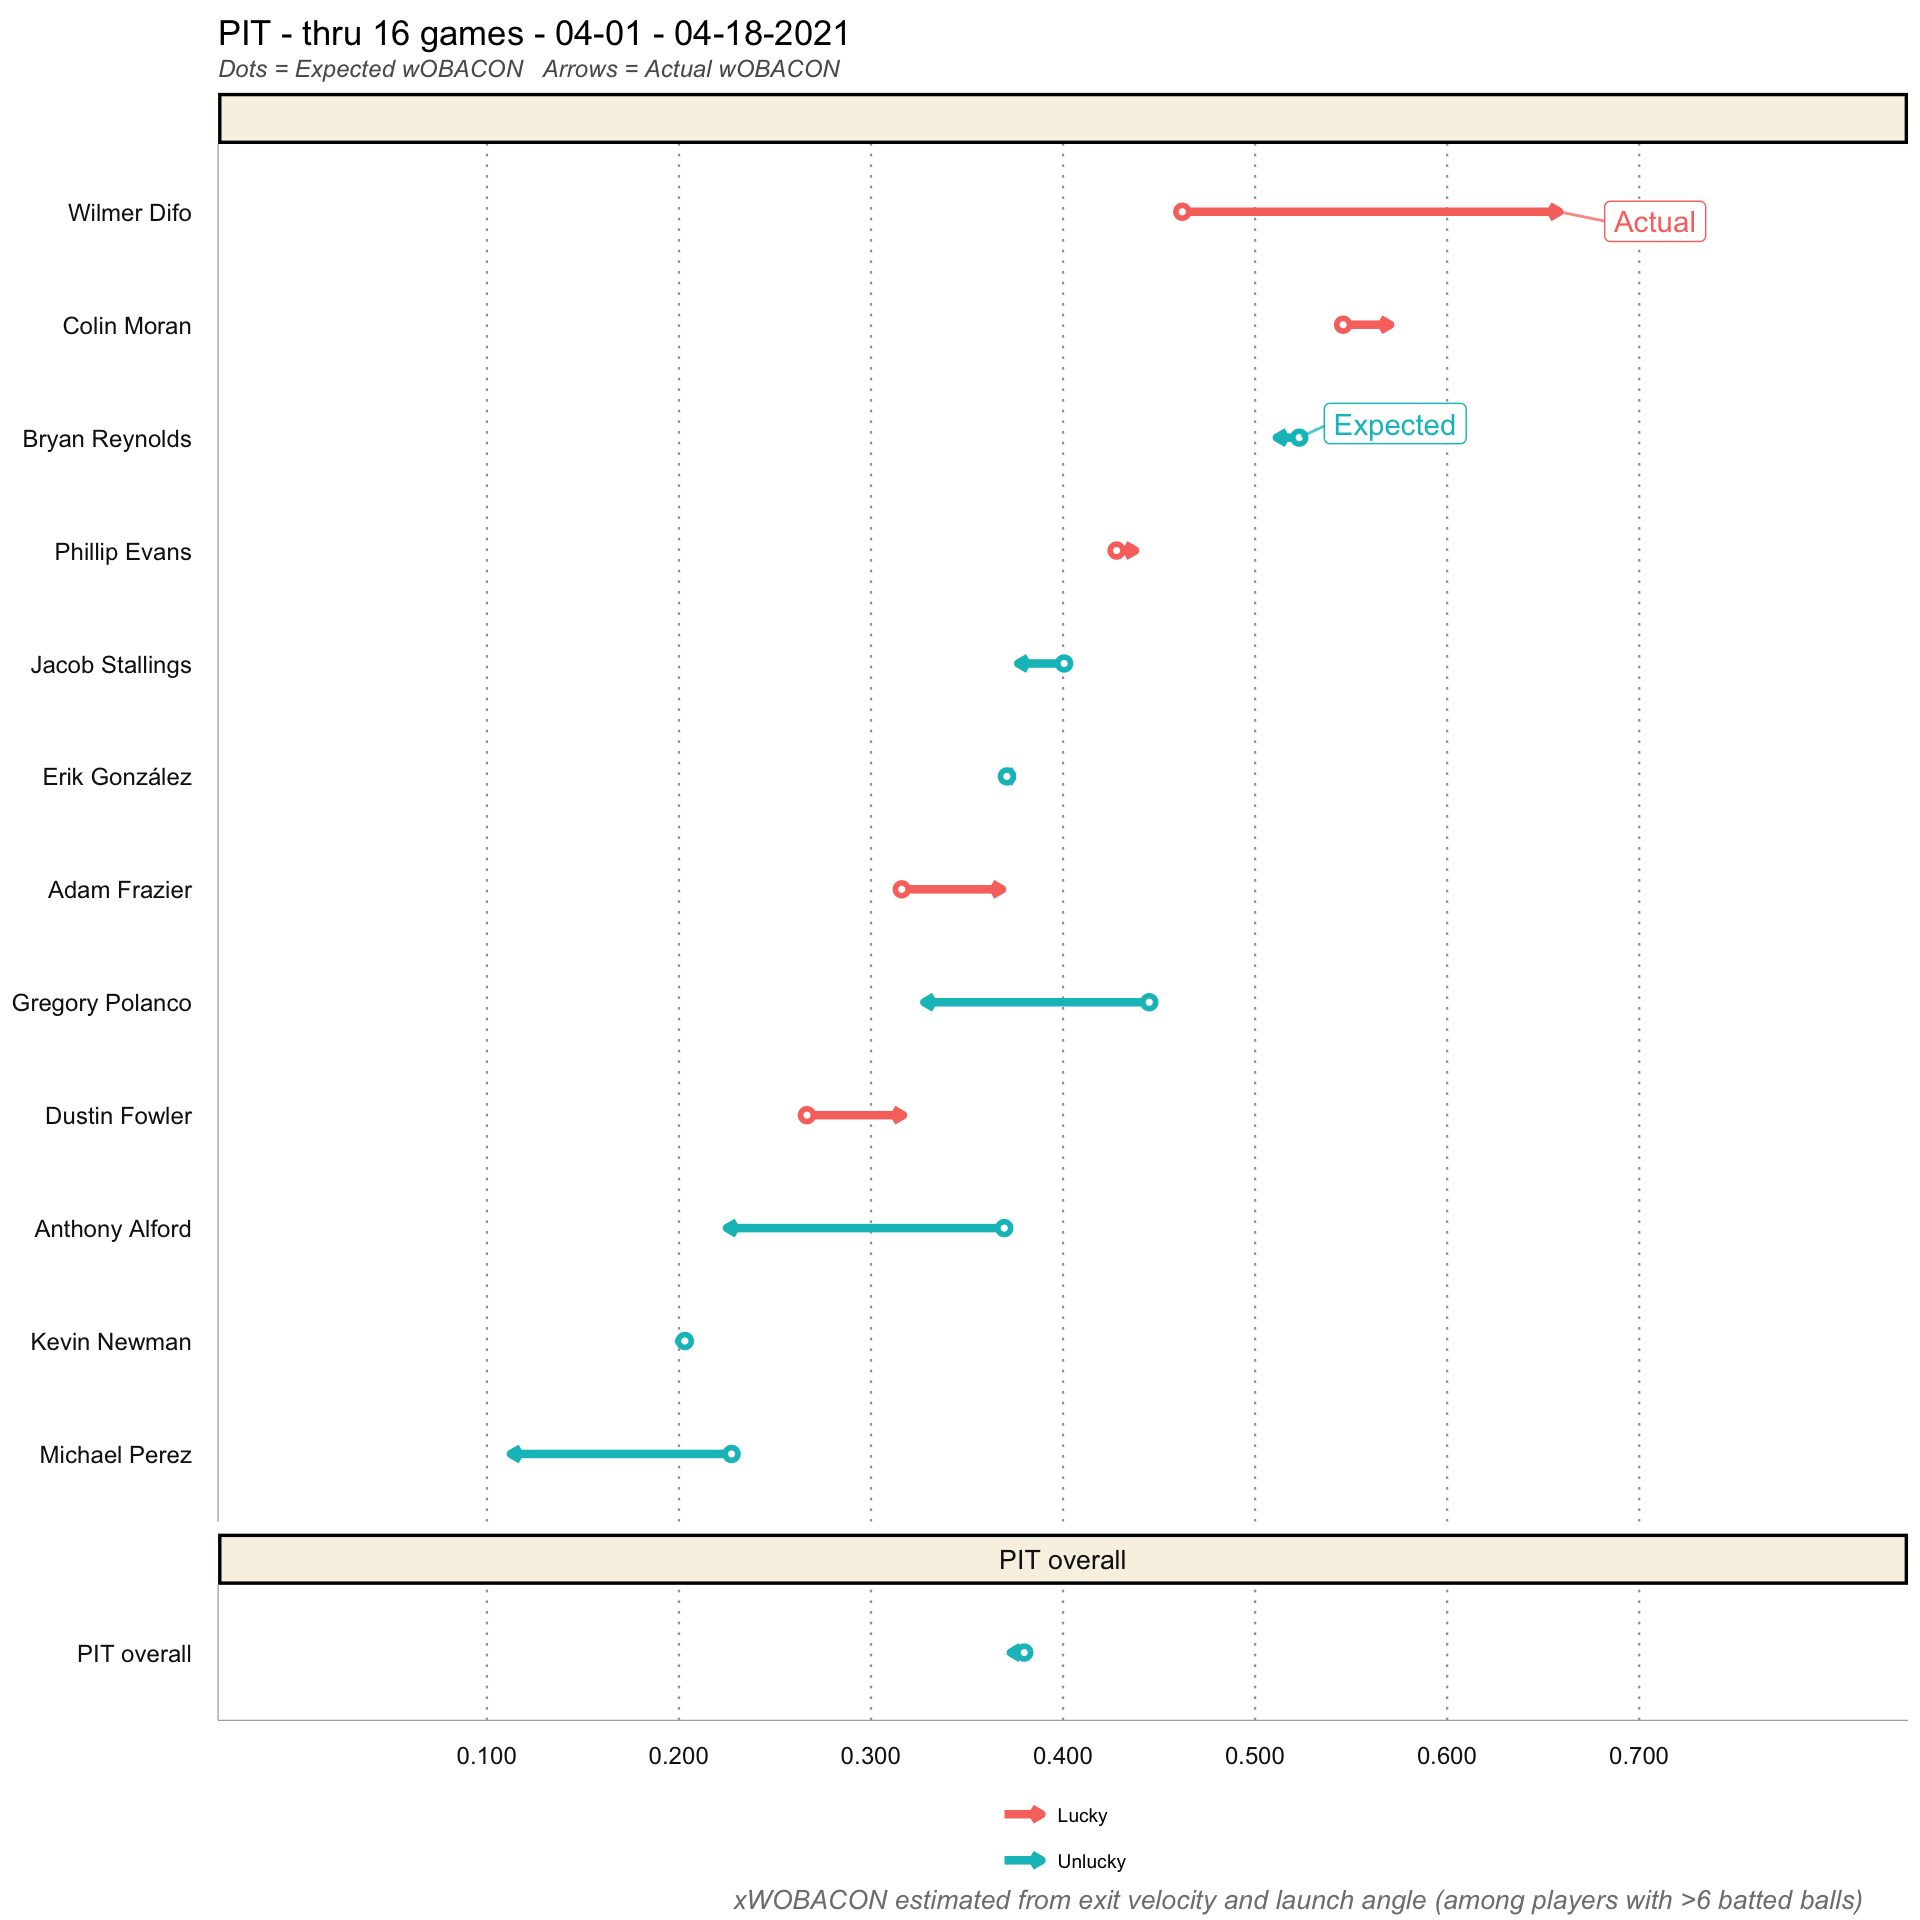 PIT - thru 16 games - 04-01 - 04-18-2021
Dots = Expected wOBACON   Arrows = Actual wOBACON
Wilmer Difo
Actual
Colin Moran
Bryan Reynolds
Expected
Phillip Evans
Jacob Stallings
Erik González
Adam Frazier
Gregory Polanco
Dustin Fowler
Anthony Alford
Kevin Newman
Michael Perez
PIT overall
PIT overall
0.100 0.200 0.300 0.400 0.500 0.600 0.700
Lucky
Unlucky
xWOBACON estimated from exit velocity and launch angle (among players with >6 batted balls)